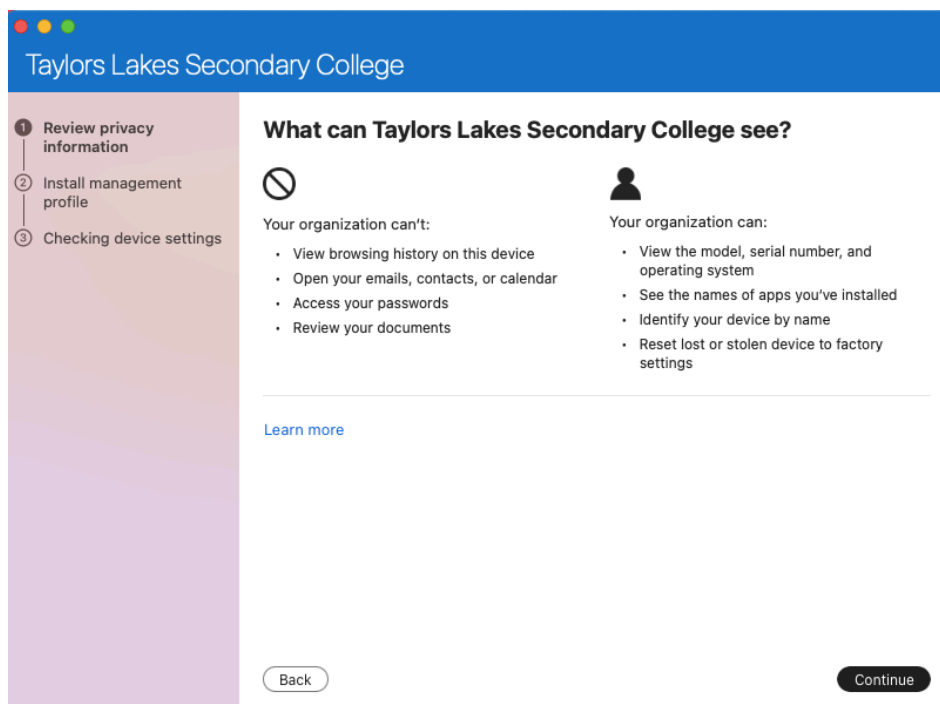 Taylors Lakes Secondary College
1 Review privacy
information
2 Install management
profile
3 Checking device settings
What can Taylors Lakes Secondary College see?
Your organization can't:
• View browsing history on this device
• Open your emails, contacts, or calendar
• Access your passwords
• Review your documents
Your organization can:
• View the model, serial number, and
operating system
• See the names of apps you've installed
• Identify your device by name
• Reset lost or stolen device to factory
settings
Learn more
Back
Continue